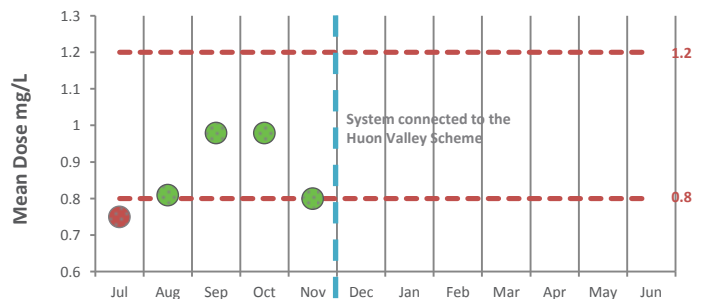 Mean Dose mg/L
1.3
1.2
1.2
1.1
1
System connected to the
Huon Valley Scheme
0.9
0.8
0.8
0.7
0.6
Jul Aug Sep Oct Nov Dec Jan Feb Mar Apr May Jun